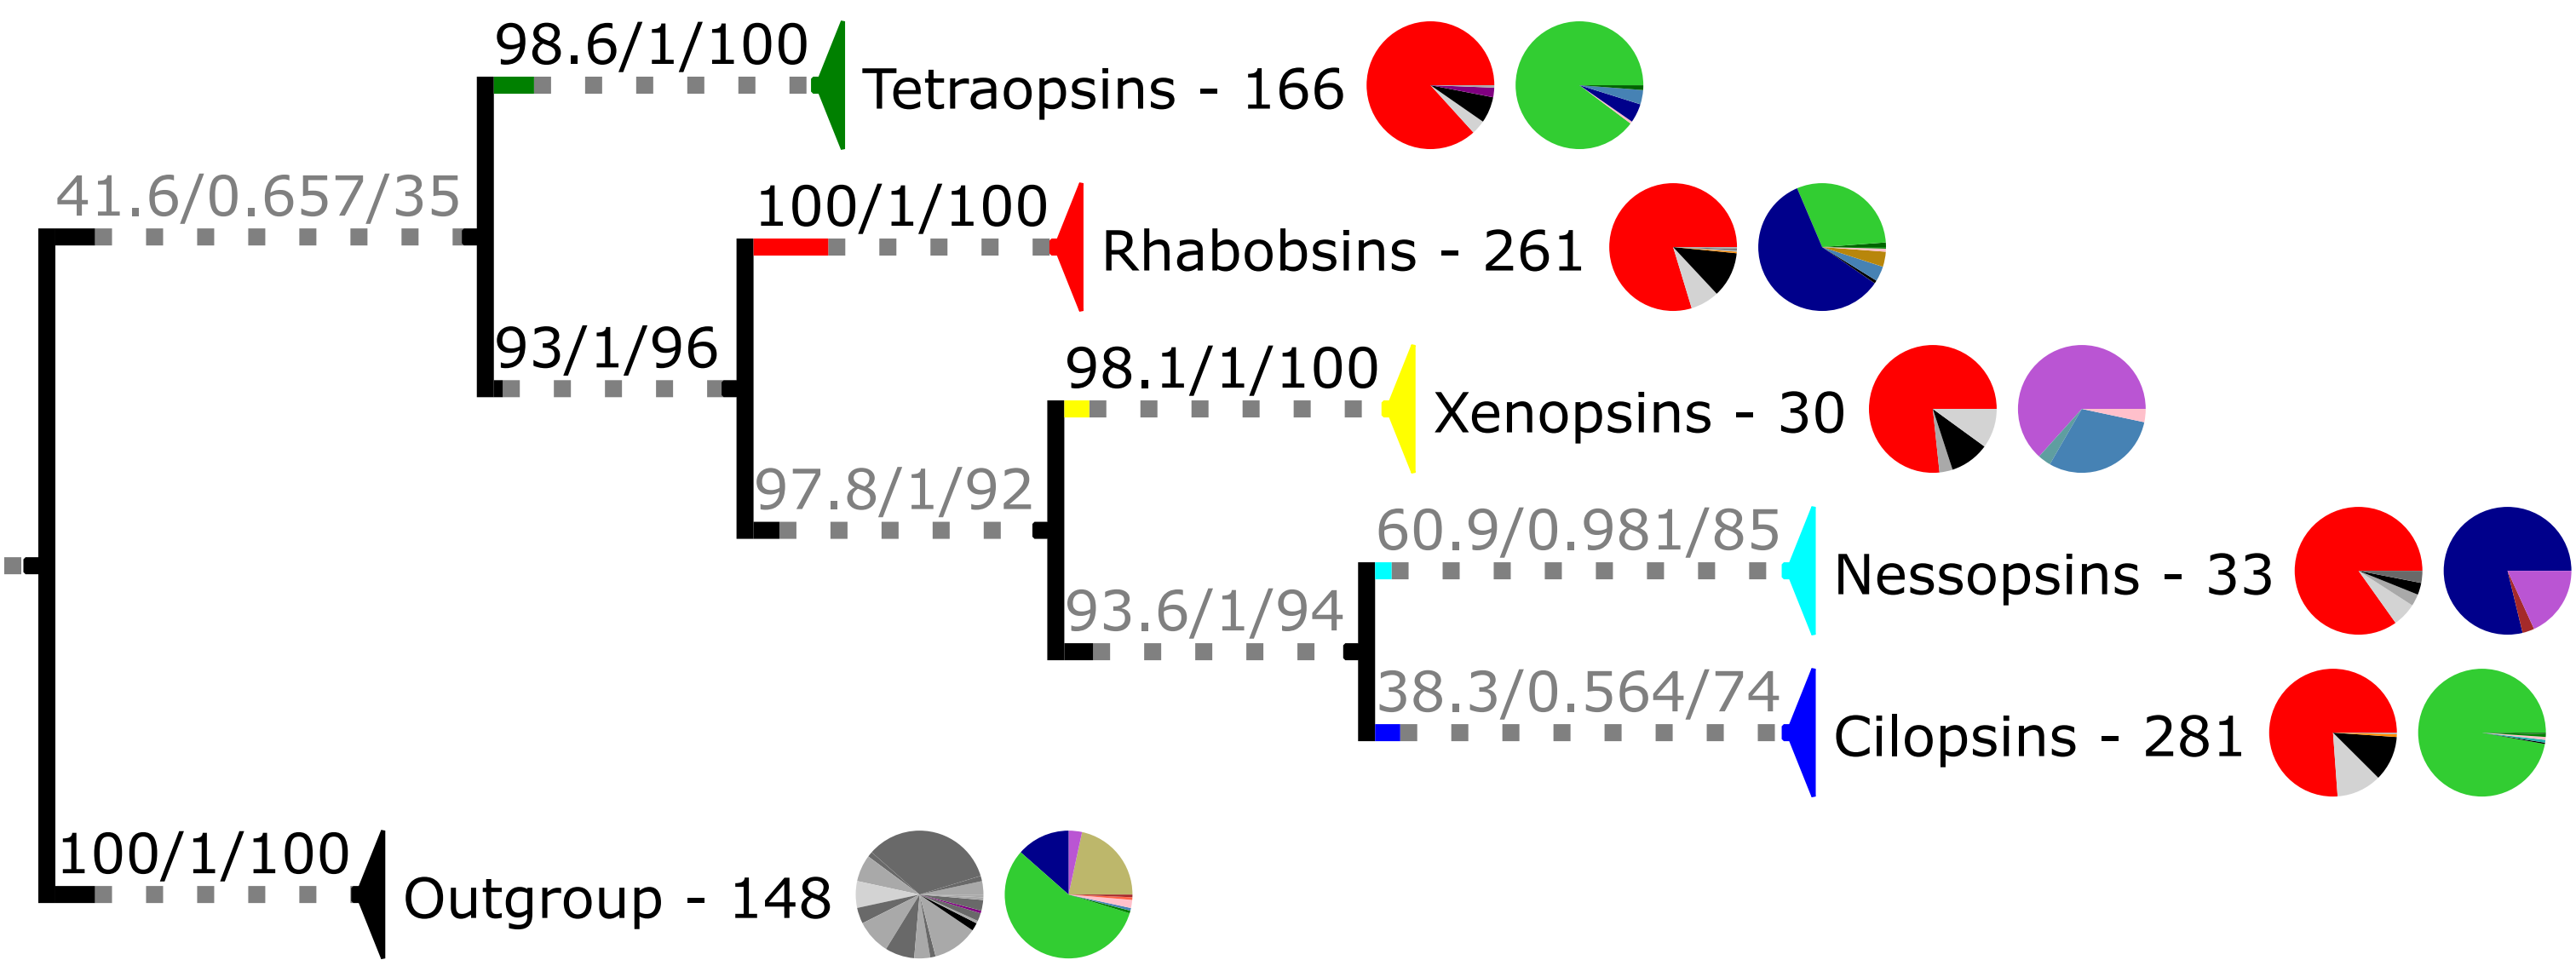 98.6/1/100
Tetraopsins - 166
41.6/0.657/35
100/1/100
Rhabobsins - 261
93/1/96
98.1/1/100
Xenopsins - 30
97.8/1/92
60.9/0.981/85
Nessopsins - 33
93.6/1/94
38.3/0.564/74
Cilopsins - 281
100/1/100
Outgroup - 148